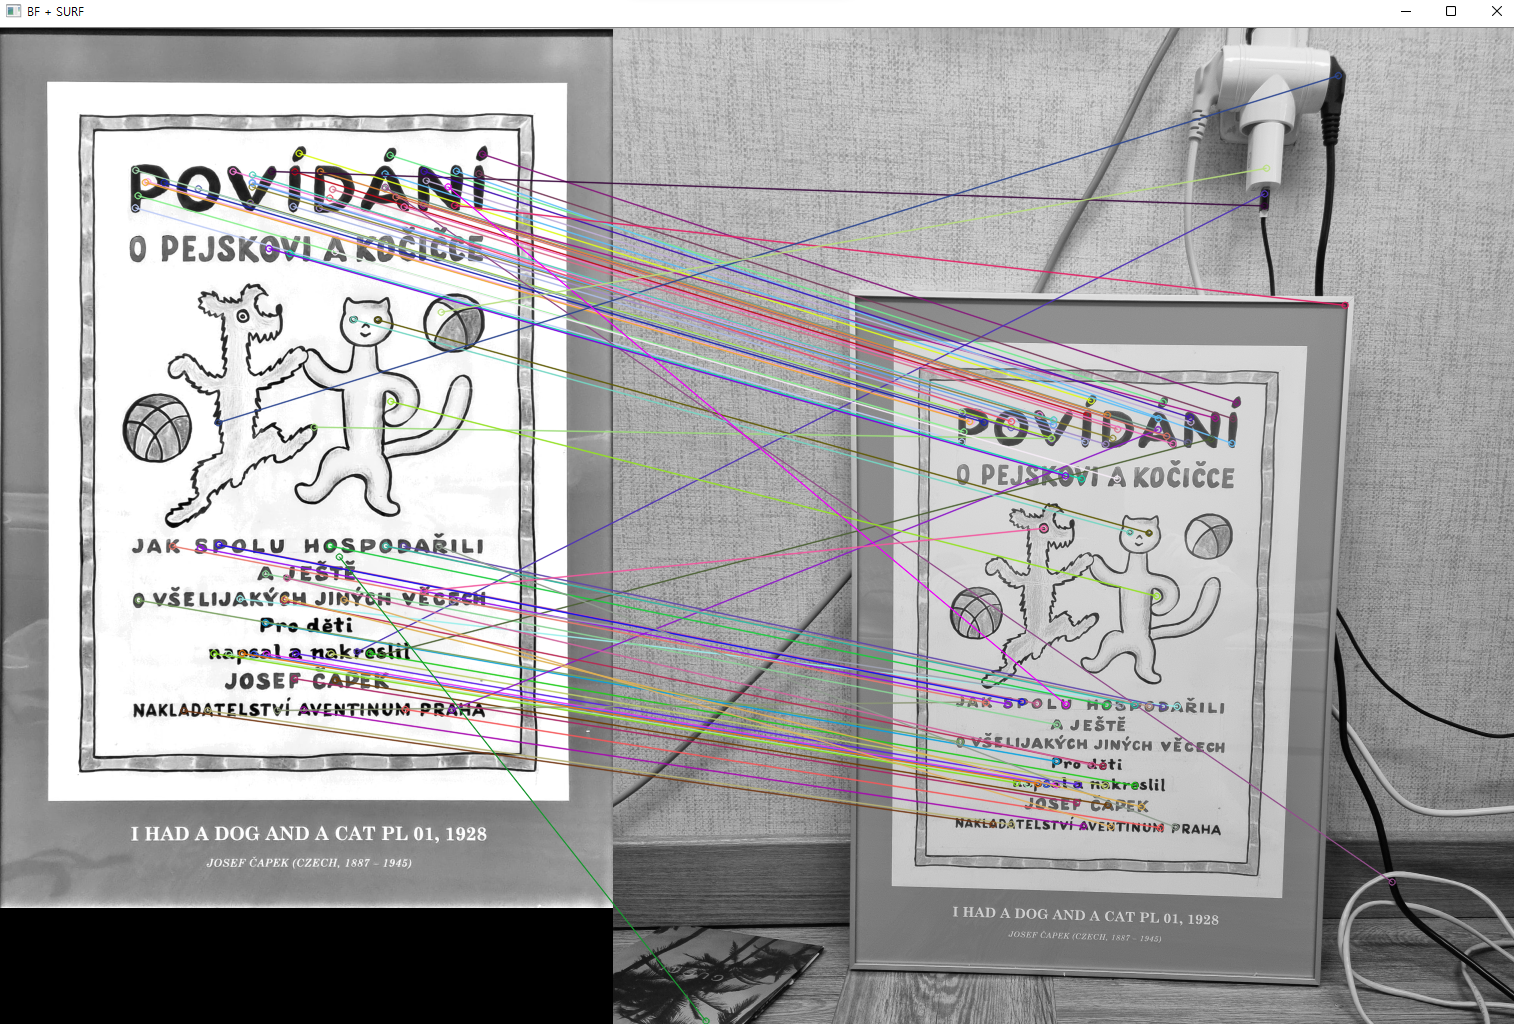 BF + SURF
POVÍDÁNÍ
O PEJSKOVI A KOČIČCE
JAK SPOLU HOSPODAŘILI
A JEŠTĚ
O VŠELIJAKÝCH JINÝCH VĚCECH
Pro děti
napsal a nakreslil
JOSEF ČAPEK
NAKLADATELSTVÍ AVENTINUM PRAHA
I HAD A DOG AND A CAT PL 01, 1928
JOSEF ČAPEK (CZECH, 1887 – 1945)
POVÍDÁNÍ
O PEJSKOVI A KOČIČCE
JAK SPOLU HOSPODAŘILI
A JEŠTĚ
O VŠELIJAKÝCH JINÝCH VĚCECH
Pro děti
napsal a nakreslil
JOSEF ČAPEK
NAKLADATELSTVÍ AVENTINUM PRAHA
I HAD A DOG AND A CAT PL 01, 1928
JOSEF ČAPEK (CZECH, 1887 – 1945)